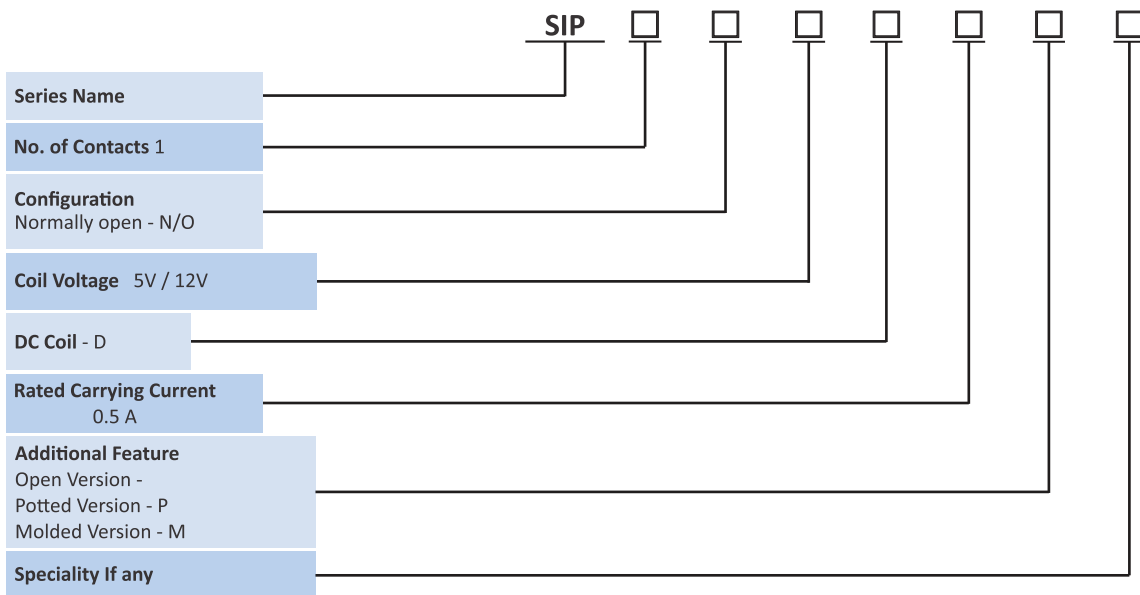 SIP
Series Name
No. of Contacts 1
Configuration
Normally open - N/O
Coil Voltage 5V / 12V
DC Coil - D
Rated Carrying Current
0.5 A
Additional Feature
Open Version -
Potted Version - P
Molded Version - M
Speciality If any